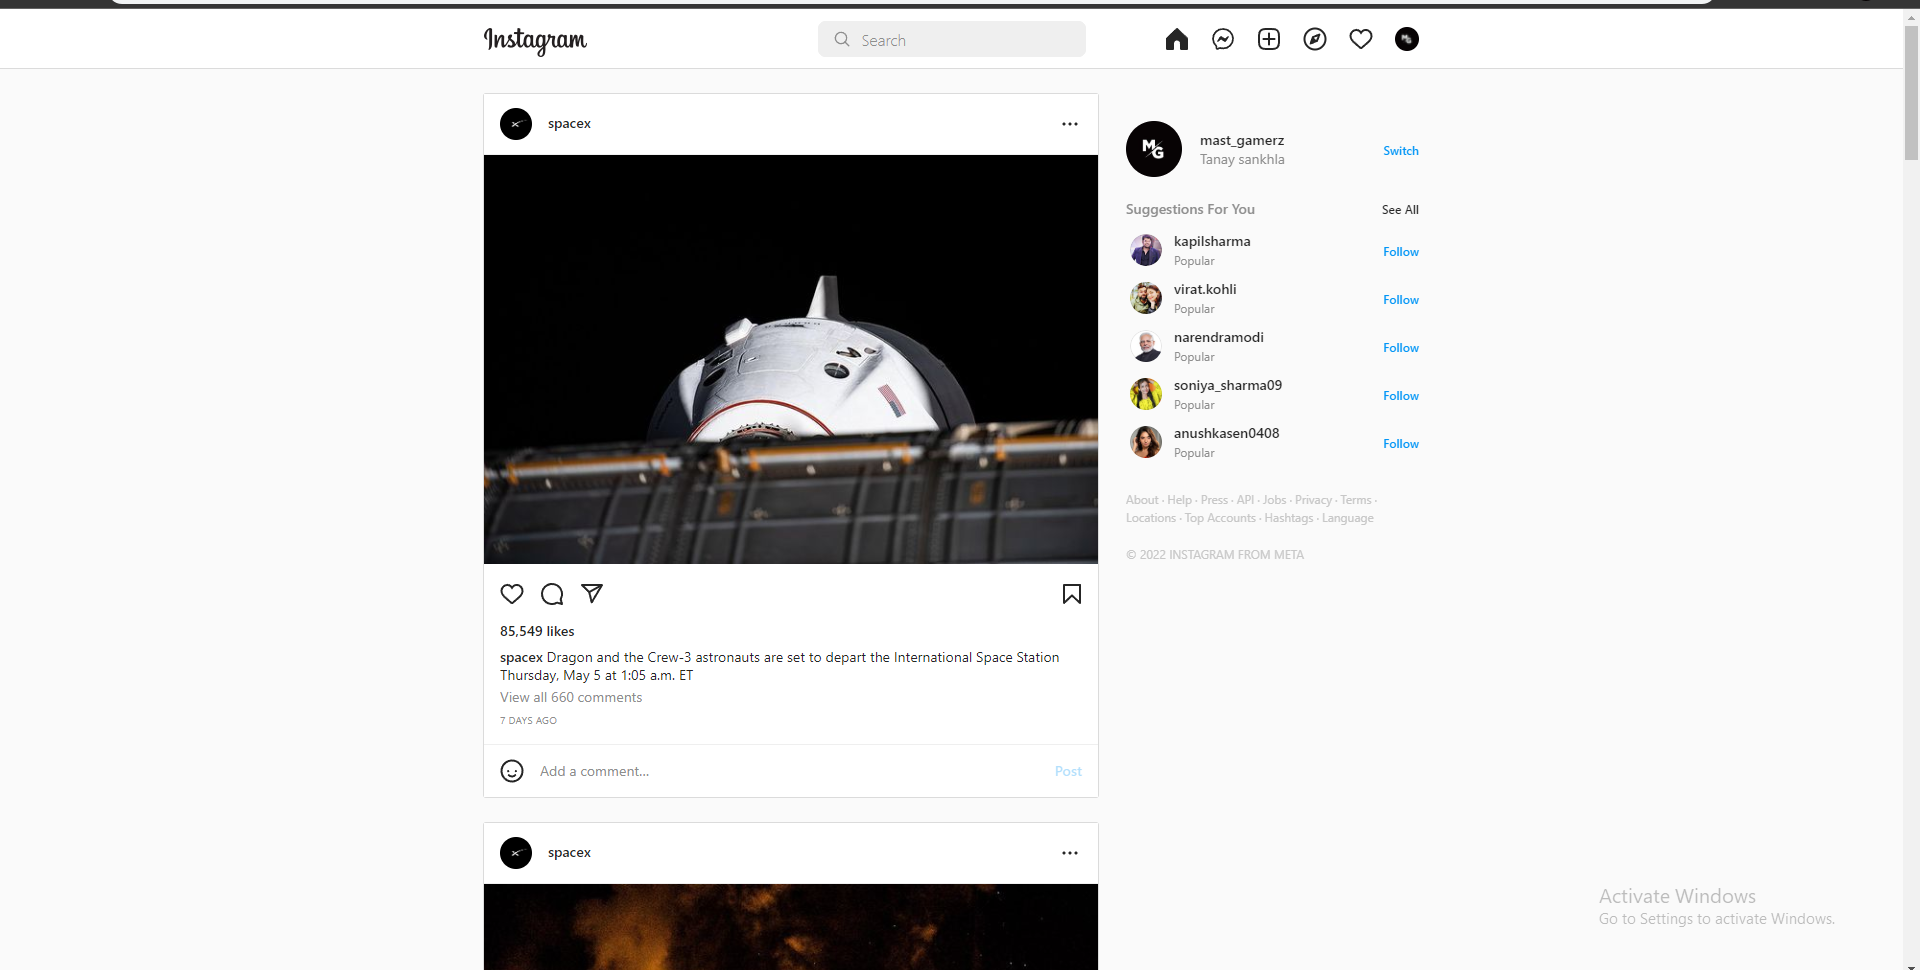 Instagram
Search
spacex
85,549 likes
spacex Dragon and the Crew-3 astronauts are set to depart the International Space Station
Thursday, May 5 at 1:05 a.m. ET
View all 660 comments
7 DAYS AGO
Add a comment...
Post
spacex
MG
mast_gamerz
Tanay sankhla
Switch
Suggestions For You
See All
kapilsharma
Popular
Follow
virat.kohli
Popular
Follow
narendramodi
Popular
Follow
soniya_sharma09
Popular
Follow
anushkasen0408
Popular
Follow
About · Help · Press · API · Jobs · Privacy · Terms ·
Locations · Top Accounts · Hashtags · Language
© 2022 INSTAGRAM FROM META
Activate Windows
Go to Settings to activate Windows.